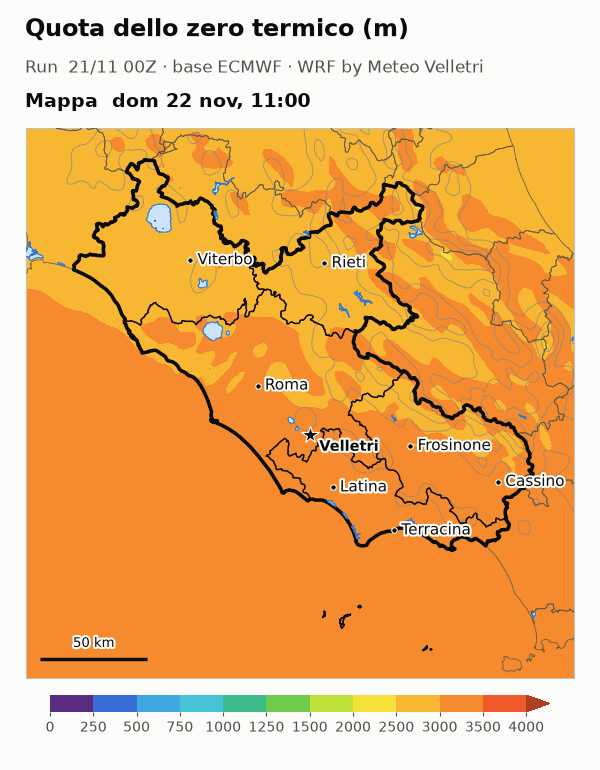 Quota dello zero termico (m)
Run  21/11 00Z · base ECMWF · WRF by Meteo Velletri
Mappa  dom 22 nov, 11:00
Viterbo
Rieti
Roma
Velletri
Frosinone
Cassino
Latina
Terracina
50 km
0 250 500 750 1000 1250 1500 2000 2500 3000 3500 4000